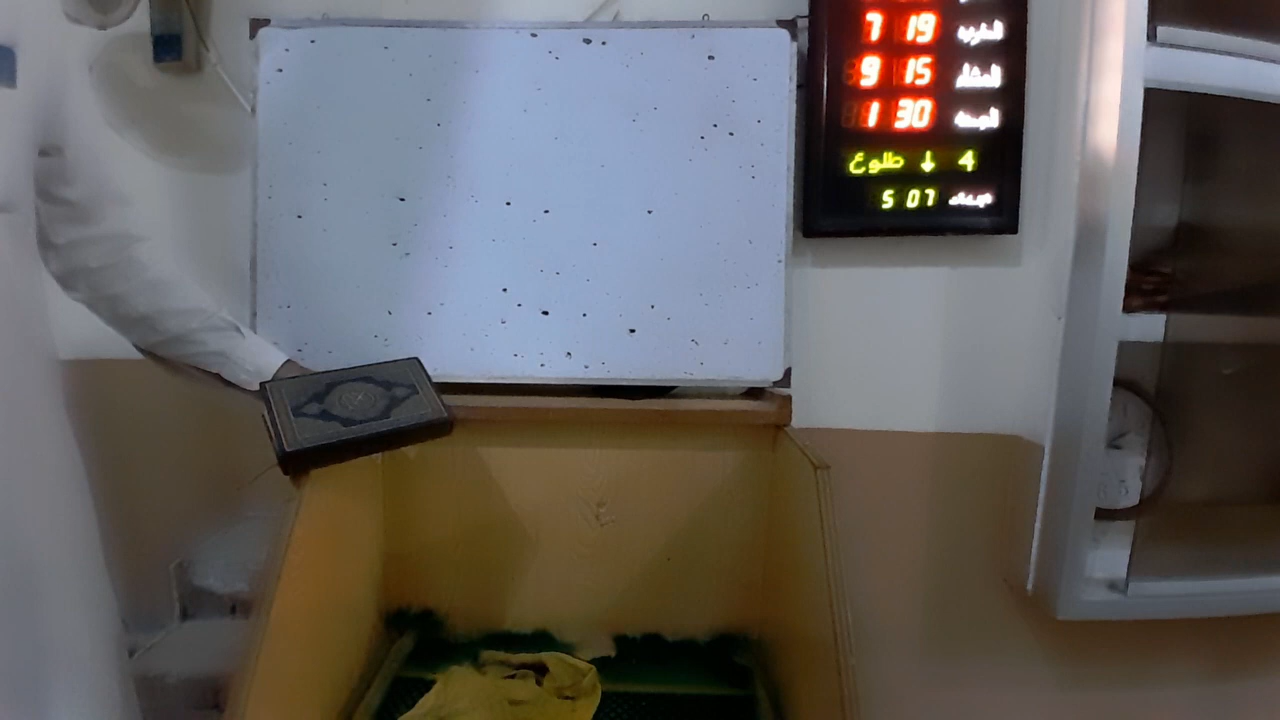 7 19 المغرب
9 15 العشاء
1 30 الجمعة
طلوع ↓ 4
5 07